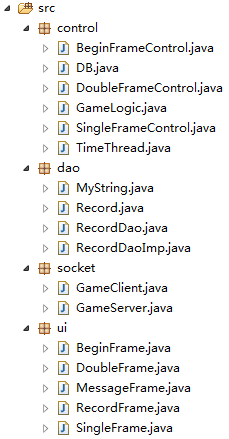 src
control
BeginFrameControl.java
DB.java
DoubleFrameControl.java
GameLogic.java
SingleFrameControl.java
TimeThread.java
dao
MyString.java
Record.java
RecordDao.java
RecordDaoImp.java
socket
GameClient.java
GameServer.java
ui
BeginFrame.java
DoubleFrame.java
MessageFrame.java
RecordFrame.java
SingleFrame.java